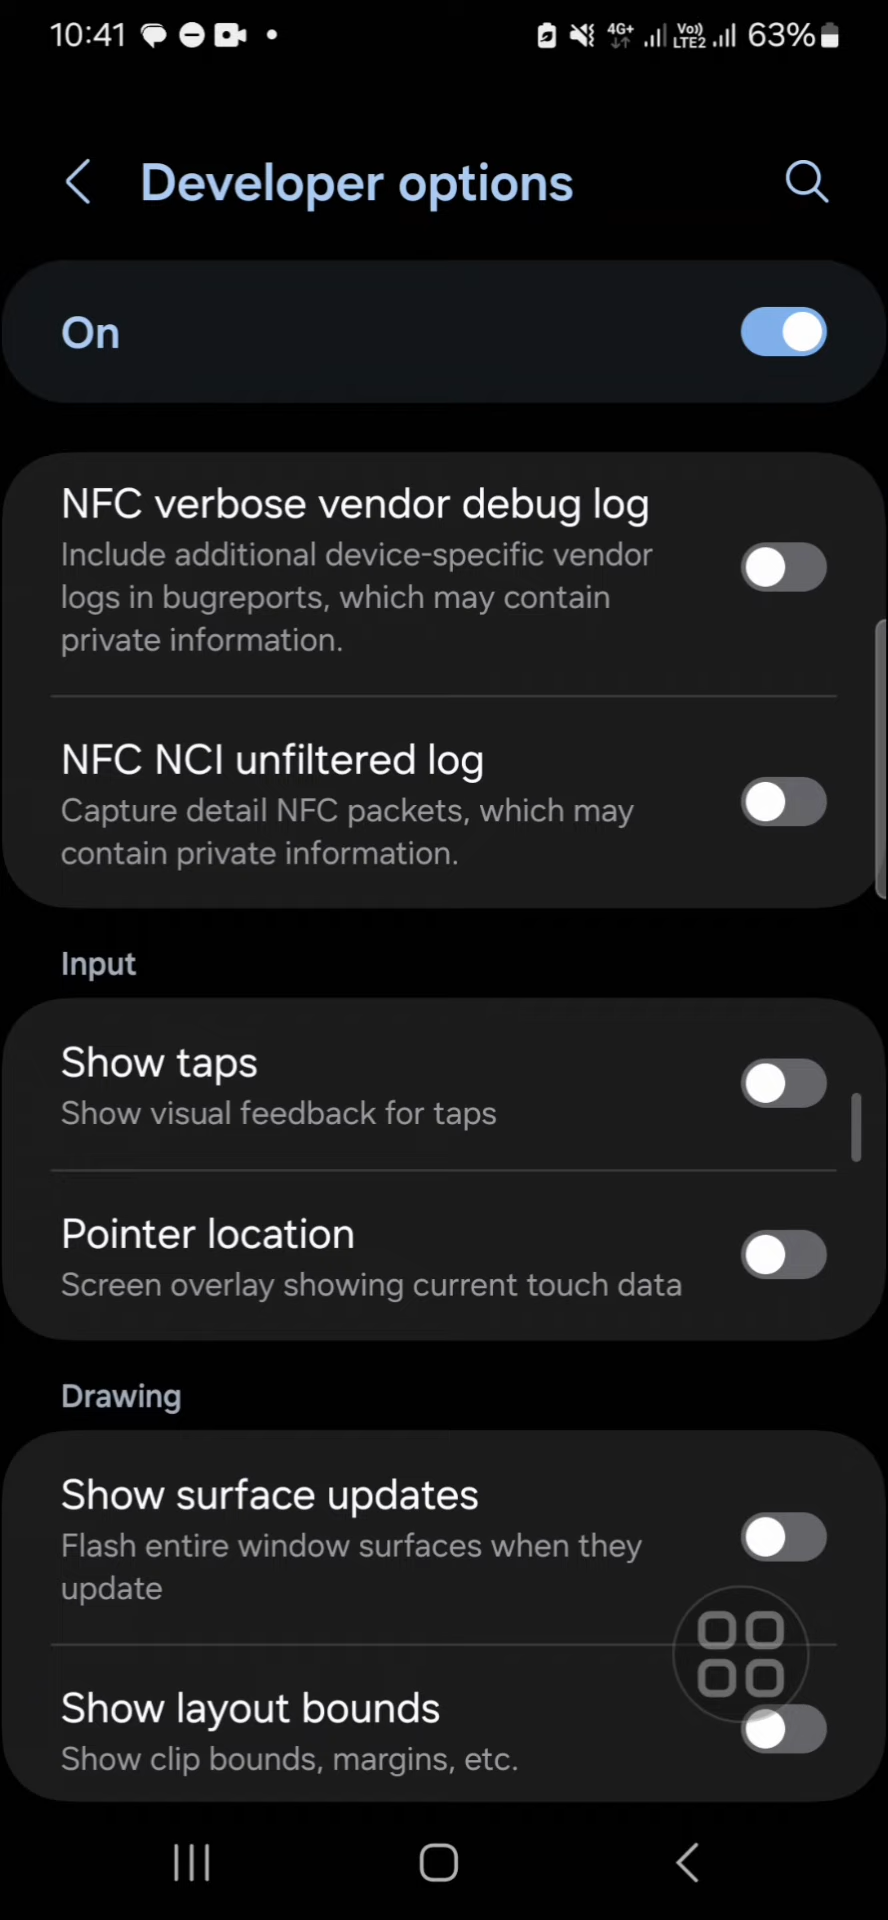 10:41
4G+
Vo))
LTE2
63%
Developer options
On
NFC verbose vendor debug log
Include additional device-specific vendor
logs in bugreports, which may contain
private information.
NFC NCI unfiltered log
Capture detail NFC packets, which may
contain private information.
Input
Show taps
Show visual feedback for taps
Pointer location
Screen overlay showing current touch data
Drawing
Show surface updates
Flash entire window surfaces when they
update
Show layout bounds
Show clip bounds, margins, etc.